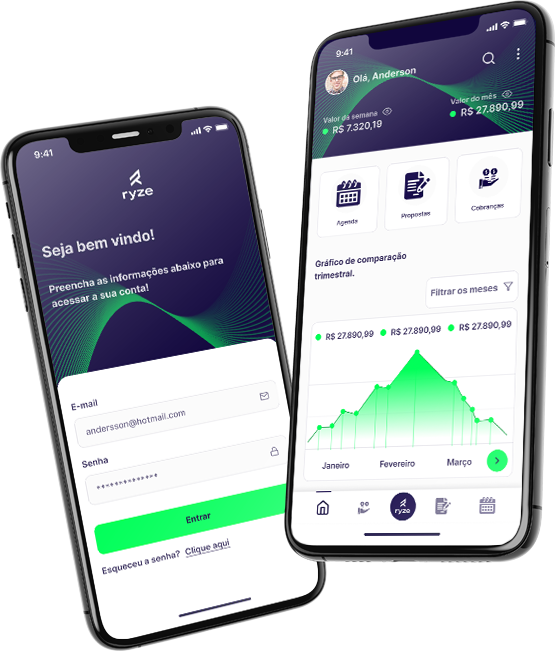 9:41
ryze
Seja bem vindo!
Preencha as informações abaixo para
acessar a sua conta!
E-mail
andersson@hotmail.com
Senha
**************
Entrar
Esqueceu a senha? Clique aqui
9:41
Olá, Anderson
Valor da semana
R$ 7.320,19
Valor do mês
R$ 27.890,99
Agenda
Propostas
Cobranças
Gráfico de comparação
trimestral.
Filtrar os meses
R$ 27.890,99 R$ 27.890,99 R$ 27.890,99
Janeiro Fevereiro Março
ryze